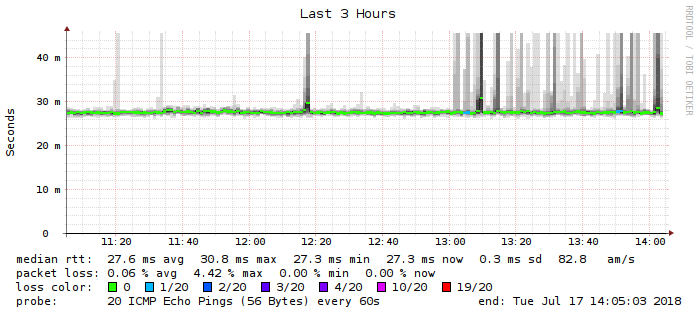 Last 3 Hours
RRDTOOL / TOBI OETIKER
Seconds
40 m
30 m
20 m
10 m
0
11:20 11:40 12:00 12:20 12:40 13:00 13:20 13:40 14:00
median rtt: 27.6 ms avg 30.8 ms max 27.3 ms min 27.3 ms now 0.3 ms sd 82.8 am/s
packet loss: 0.06 % avg 4.42 % max 0.00 % min 0.00 % now
loss color: 0 1/20 2/20 3/20 4/20 10/20 19/20
probe: 20 ICMP Echo Pings (56 Bytes) every 60s end: Tue Jul 17 14:05:03 2018